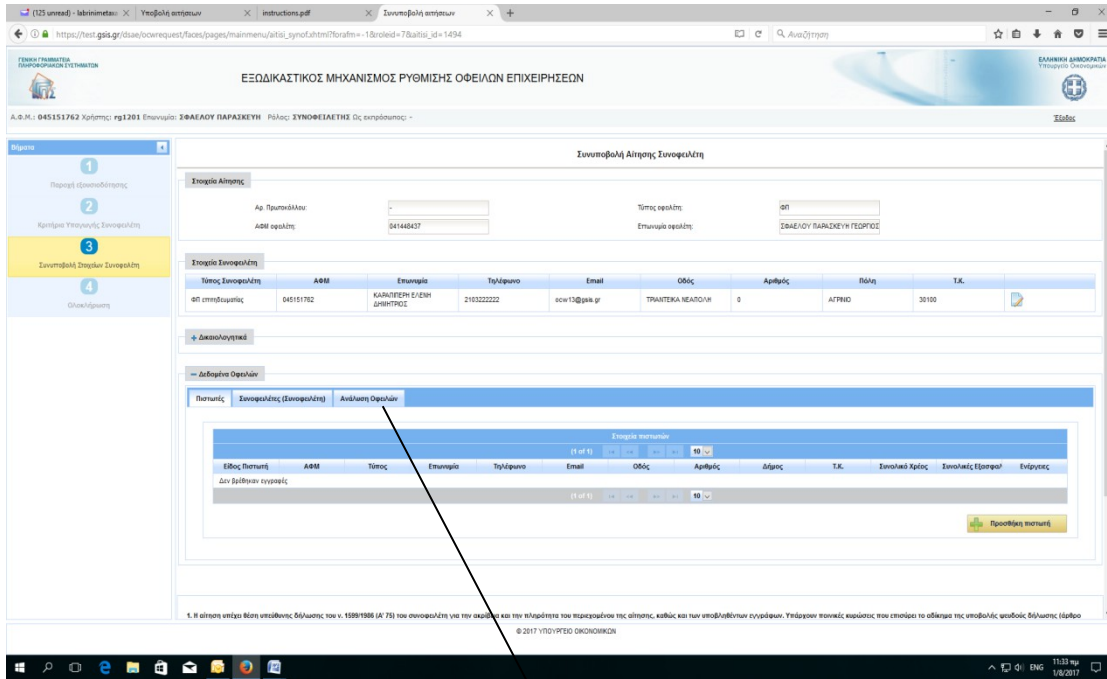 (125 unread) - labrinimetaxa
Υποβολή αιτήσεων
instructions.pdf
Συνυποβολή αιτήσεων
https://test.gsis.gr/dsae/ocwrequest/faces/pages/mainmenu/aitisi_synof.xhtml?forafm=-1&roleid=7&aitisi_id=1494
Αναζήτηση
ΓΕΝΙΚΗ ΓΡΑΜΜΑΤΕΙΑ
ΠΛΗΡΟΦΟΡΙΑΚΩΝ ΣΥΣΤΗΜΑΤΩΝ
ΕΞΩΔΙΚΑΣΤΙΚΟΣ ΜΗΧΑΝΙΣΜΟΣ ΡΥΘΜΙΣΗΣ ΟΦΕΙΛΩΝ ΕΠΙΧΕΙΡΗΣΕΩΝ
ΕΛΛΗΝΙΚΗ ΔΗΜΟΚΡΑΤΙΑ
Υπουργείο Οικονομικών
Α.Φ.Μ.: 045151762 Χρήστης: rg1201 Επωνυμία: ΣΦΑΕΛΟΥ ΠΑΡΑΣΚΕΥΗ Ρόλος: ΣΥΝΟΦΕΙΛΕΤΗΣ Ως εκπρόσωπος: -
Έξοδος
Βήματα
1
Παροχή εξουσιοδότησης
2
Κριτήρια Υπαγωγής Συνοφειλέτη
3
Συνυποβολή Στοιχείων Συνοφειλέτη
4
Ολοκλήρωση
Συνυποβολή Αίτησης Συνοφειλέτη
Στοιχεία Αίτησης
Αρ. Πρωτοκόλλου: - Τύπος οφειλέτη: ΦΠ
ΑΦΜ οφειλέτη: 041448437 Επωνυμία οφειλέτη: ΣΦΑΕΛΟΥ ΠΑΡΑΣΚΕΥΗ ΓΕΩΡΓΙΟΣ
Στοιχεία Συνοφειλέτη
Τύπος Συνοφειλέτη ΑΦΜ Επωνυμία Τηλέφωνο Email Οδός Αριθμός Πόλη Τ.Κ.
ΦΠ επιτηδευματίας 045151762 ΚΑΡΑΠΙΠΕΡΗ ΕΛΕΝΗ ΔΗΜΗΤΡΙΟΣ 2103222222 ocw13@gsis.gr ΤΡΙΑΝΤΕΙΚΑ ΝΕΑΠΟΛΗ 0 ΑΓΡΙΝΙΟ 30100
Δικαιολογητικά
Δεδομένα Οφειλών
Πιστωτές Συνοφειλέτες (Συνοφειλέτη) Ανάλυση Οφειλών
Στοιχεία πιστωτών
(1 of 1) 10
Είδος Πιστωτή ΑΦΜ Τύπος Επωνυμία Τηλέφωνο Email Οδός Αριθμός Δήμος Τ.Κ. Συνολικό Χρέος Συνολικές Εξασφαλ Ενέργειες
Δεν βρέθηκαν εγγραφές
(1 of 1) 10
Προσθήκη πιστωτή
1. Η αίτηση υπέχει θέση υπεύθυνης δήλωσης του ν. 1599/1986 (Α' 75) του συνοφειλέτη για την ακρίβεια και την πληρότητα του περιεχομένου της αίτησης, καθώς και των υποβληθέντων εγγράφων. Υπάρχουν ποινικές κυρώσεις που επισύρει το αδίκημα της υποβολής ψευδούς δήλωσης (άρθρο
© 2017 ΥΠΟΥΡΓΕΙΟ ΟΙΚΟΝΟΜΙΚΩΝ
ENG
11:33 πμ
1/8/2017